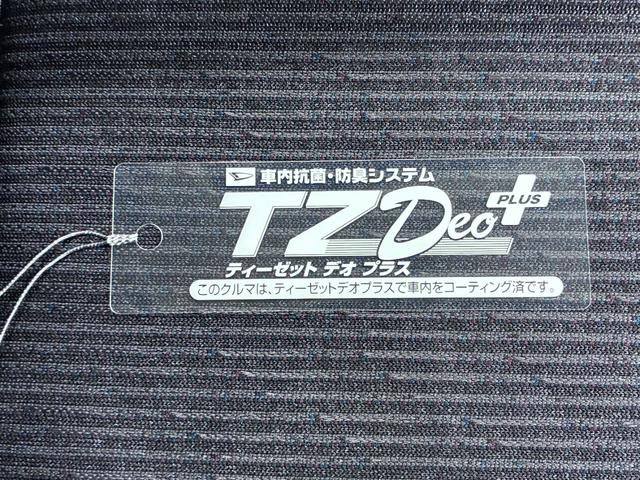 車内抗菌・防臭システム
TZ Deo PLUS
ティーゼット デオ プラス
このクルマは、ティーゼットデオプラスで車内をコーティング済です。